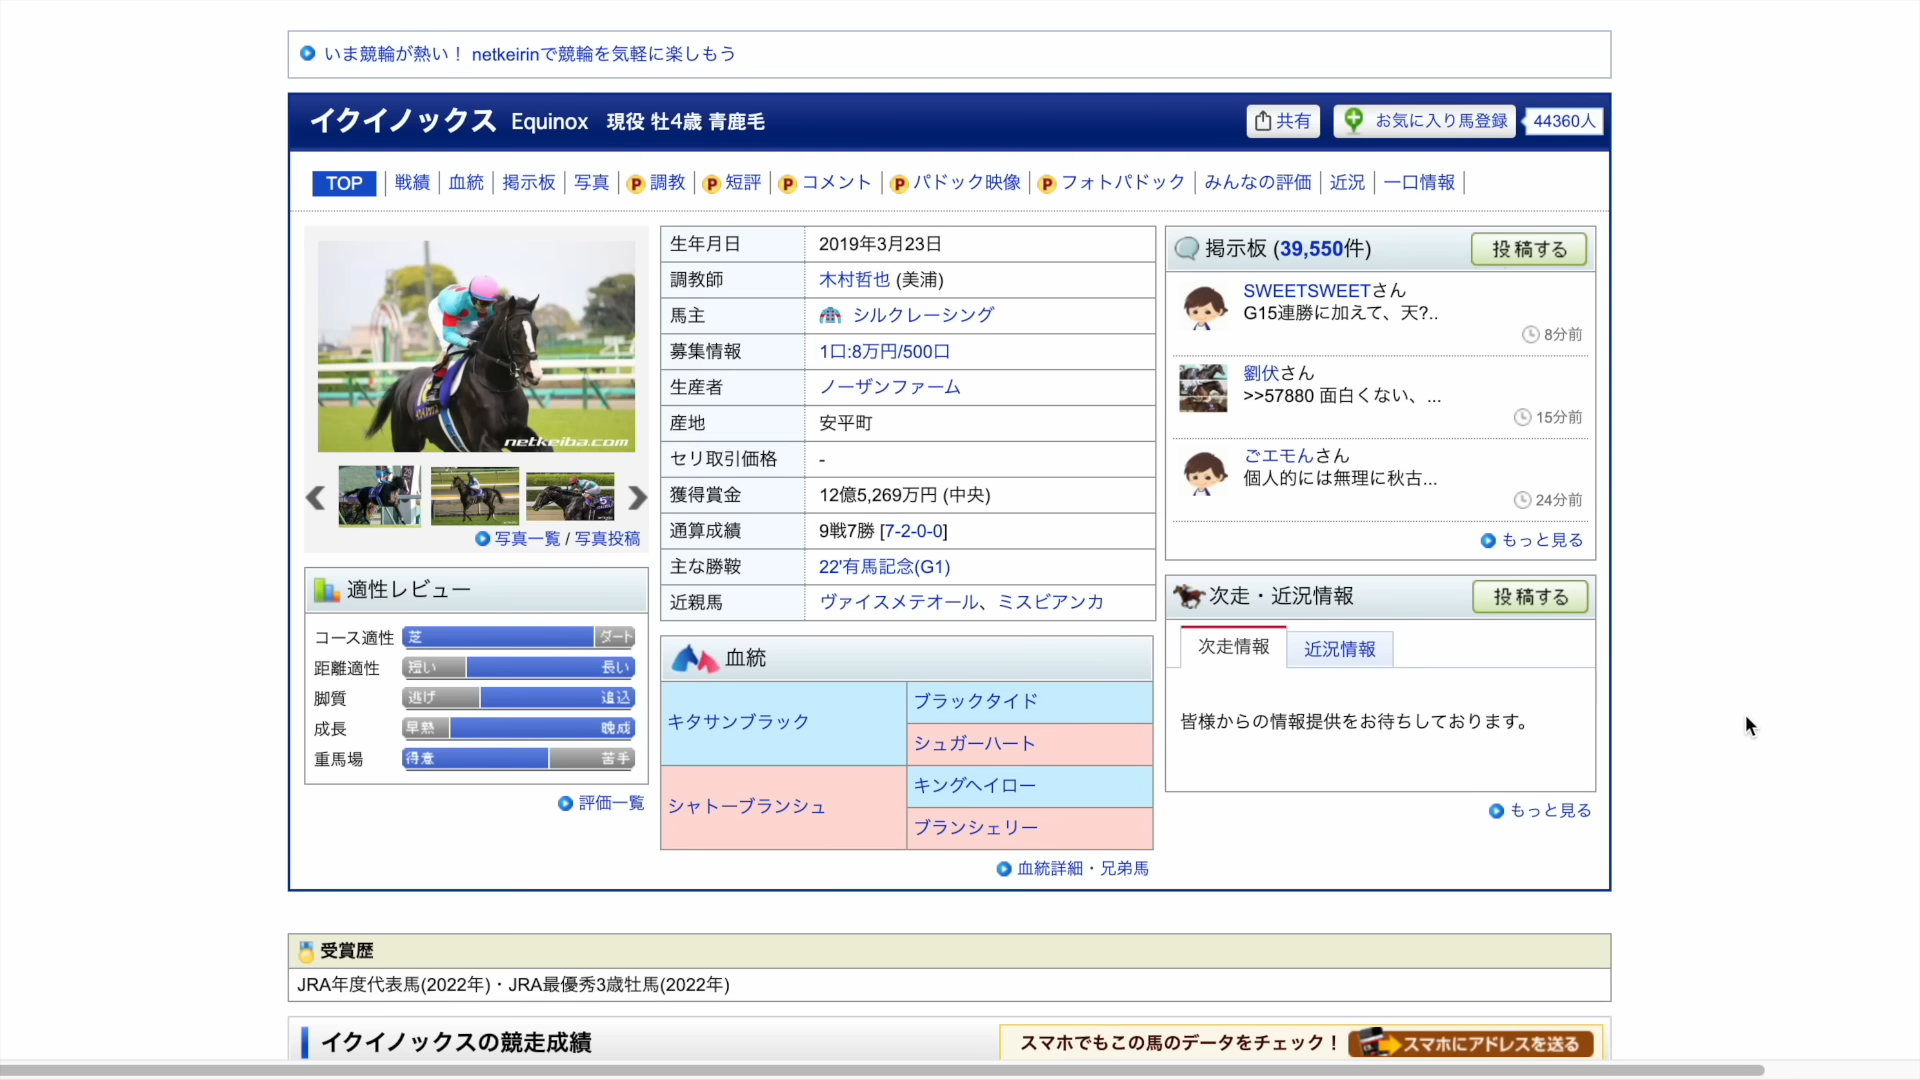 いま競輪が熱い！ netkeirinで競輪を気軽に楽しもう
イクイノックス Equinox 現役 牡4歳 青鹿毛
共有
お気に入り馬登録
44360人
TOP 戦績 血統 掲示板 写真 P 調教 P 短評 P コメント P パドック映像 P フォトパドック みんなの評価 近況 一口情報
netkeiba.com
写真一覧 / 写真投稿
適性レビュー
コース適性 芝 ダート
距離適性 短い 長い
脚質 逃げ 追込
成長 早熟 晩成
重馬場 得意 苦手
評価一覧
生年月日 2019年3月23日
調教師 木村哲也 (美浦)
馬主 シルクレーシング
募集情報 1口:8万円/500口
生産者 ノーザンファーム
産地 安平町
セリ取引価格 -
獲得賞金 12億5,269万円 (中央)
通算成績 9戦7勝 [7-2-0-0]
主な勝鞍 22'有馬記念(G1)
近親馬 ヴァイスメテオール、ミスビアンカ
血統
キタサンブラック
ブラックタイド
シュガーハート
シャトーブランシュ
キングヘイロー
ブランシェリー
血統詳細・兄弟馬
掲示板 (39,550件)
投稿する
SWEETSWEETさん
G15連勝に加えて、天?..
8分前
劉伏さん
>>57880 面白くない、...
15分前
ごエモんさん
個人的には無理に秋古...
24分前
もっと見る
次走・近況情報
投稿する
次走情報 近況情報
皆様からの情報提供をお待ちしております。
もっと見る
受賞歴
JRA年度代表馬(2022年)・JRA最優秀3歳牡馬(2022年)
イクイノックスの競走成績
スマホでもこの馬のデータをチェック！
スマホにアドレスを送る